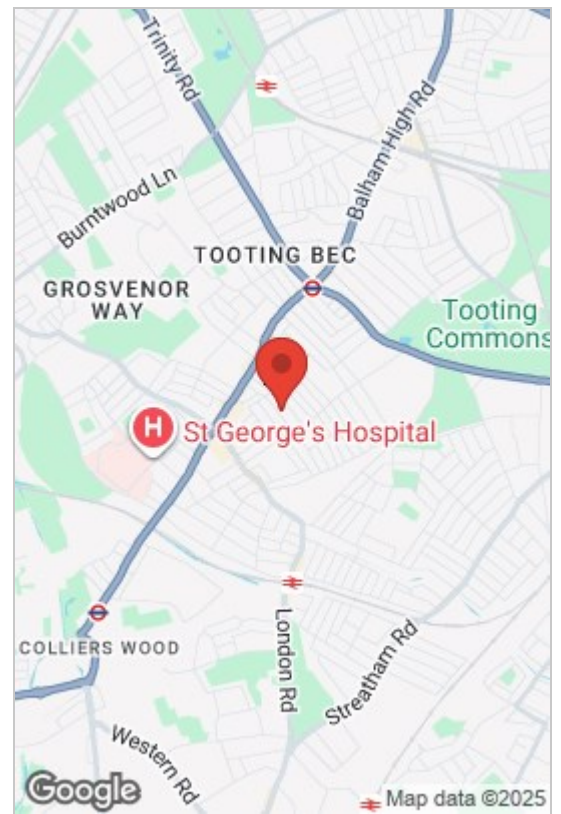 Trinity Rd
Balham High Rd
Burntwood Ln
TOOTING BEC
GROSVENOR
WAY
Tooting
Commons
H
St George's Hospital
COLLIERS WOOD
London Rd
Streatham Rd
Western Rd
Google
Map data ©2025